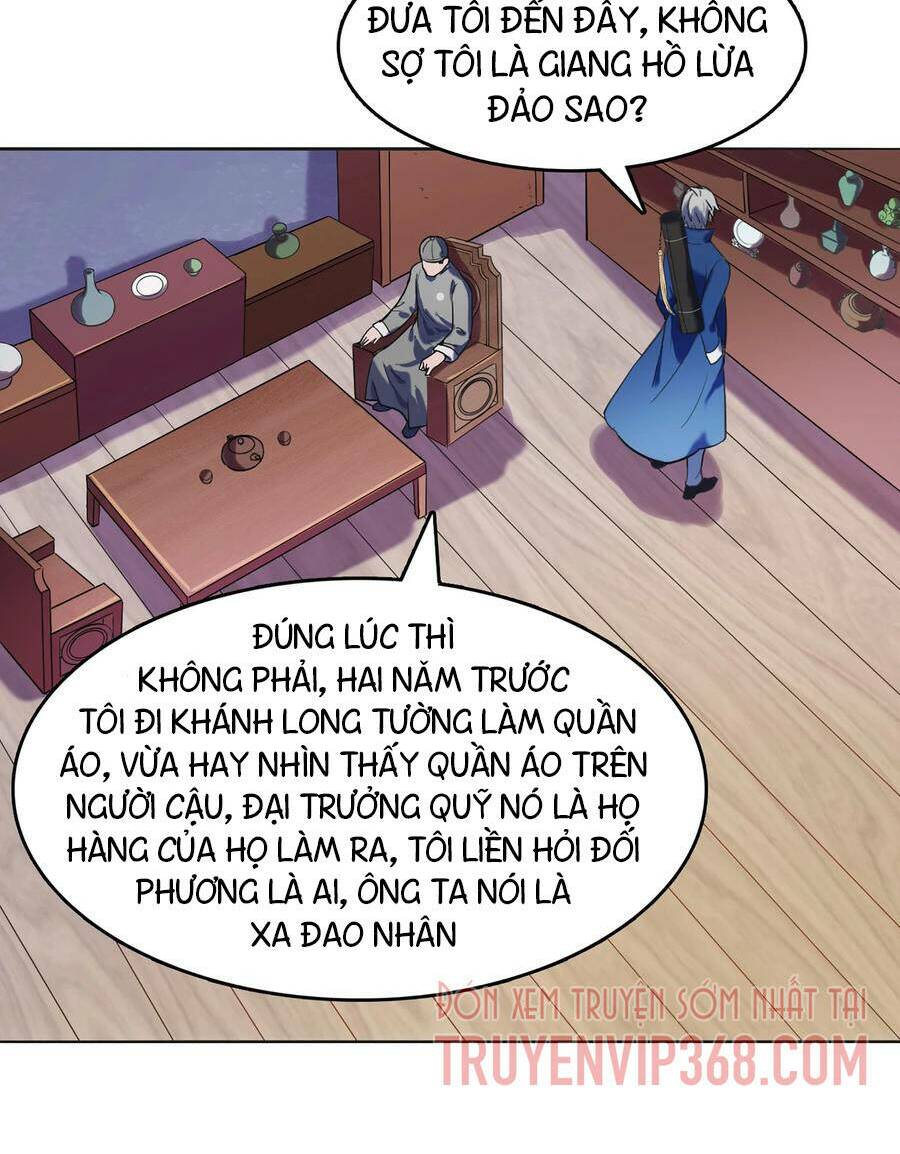 ĐƯA TÔI ĐẾN ĐÂY, KHÔNG
SỢ TÔI LÀ GIANG HỒ LỪA
ĐẢO SAO?
ĐÚNG LÚC THÌ
KHÔNG PHẢI, HAI NĂM TRƯỚC
TÔI ĐI KHÁNH LONG TƯỜNG LÀM QUẦN
ÁO, VỪA HAY NHÌN THẤY QUẦN ÁO TRÊN
NGƯỜI CẬU, ĐẠI TRƯỞNG QUỸ NÓ LÀ HỌ
HÀNG CỦA HỌ LÀM RA, TÔI LIỀN HỎI ĐỐI
PHƯƠNG LÀ AI, ÔNG TA NÓI LÀ
XA ĐAO NHÂN
ĐÓN XEM TRUYỆN SỚM NHẤT TẠI
TRUYENVIP368.COM